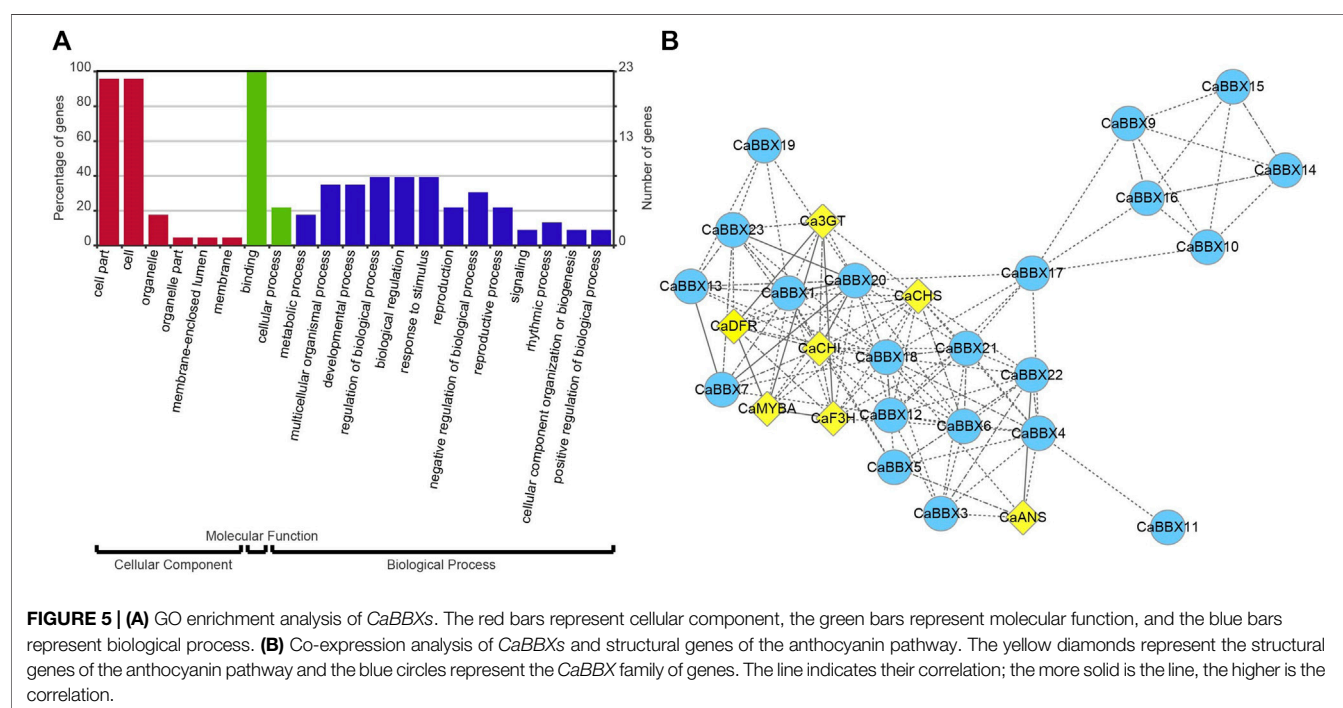 A
100
80
60
40
20
0
Percentage of genes
23
13
0
Number of genes
cell part
cell
organelle
organelle part
membrane-enclosed lumen
membrane
binding
cellular process
metabolic process
multicellular organismal process
developmental process
regulation of biological process
biological regulation
response to stimulus
reproduction
negative regulation of biological process
reproductive process
signaling
rhythmic process
cellular component organization or biogenesis
positive regulation of biological process
Molecular Function
Cellular Component
Biological Process
B
CaBBX15
CaBBX9
CaBBX19
CaBBX14
CaBBX16
Ca3GT
CaBBX23
CaBBX10
CaBBX17
CaBBX13
CaBBX1
CaBBX20
CaCHS
CaDFR
CaCHI
CaBBX18
CaBBX21
CaBBX22
CaBBX7
CaMYBA
CaF3H
CaBBX12
CaBBX6
CaBBX4
CaBBX5
CaBBX3
CaANS
CaBBX11
FIGURE 5 | (A) GO enrichment analysis of CaBBXs. The red bars represent cellular component, the green bars represent molecular function, and the blue bars
represent biological process. (B) Co-expression analysis of CaBBXs and structural genes of the anthocyanin pathway. The yellow diamonds represent the structural
genes of the anthocyanin pathway and the blue circles represent the CaBBX family of genes. The line indicates their correlation; the more solid is the line, the higher is the
correlation.